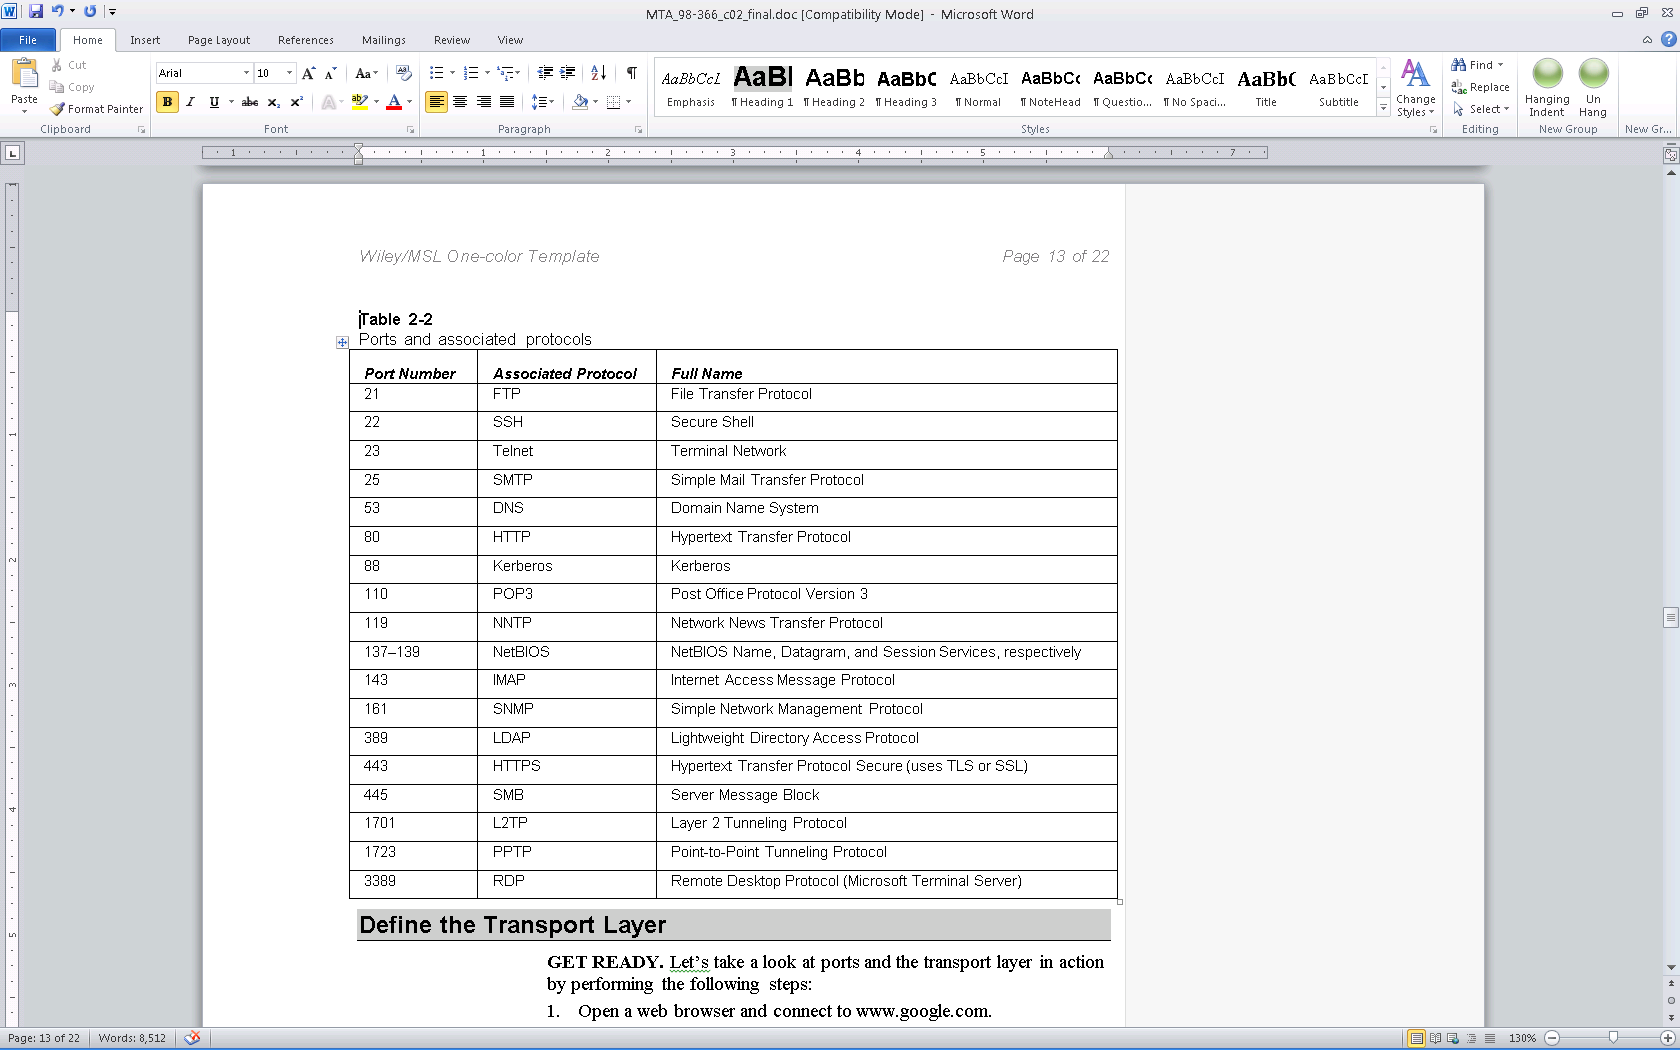 MTA_98-366_c02_final.doc [Compatibility Mode] - Microsoft Word
File Home Insert Page Layout References Mailings Review View
Paste
Cut
Copy
Format Painter
Clipboard
Arial 10
Font
Paragraph
AaBbCcI Emphasis
AaBl ¶ Heading 1
AaBb ¶ Heading 2
AaBbC ¶ Heading 3
AaBbCcI ¶ Normal
AaBbCc ¶ NoteHead
AaBbCc ¶ Questio...
AaBbCcI ¶ No Spaci...
AaBbC Title
AaBbCcI Subtitle
Change Styles
Styles
Find
Replace
Select
Editing
Hanging Indent
Un Hang
New Group
New Gr...
1 1 2 3 4 5 7
Wiley/MSL One-color Template Page 13 of 22
Table 2-2
Ports and associated protocols
Port Number Associated Protocol Full Name
21 FTP File Transfer Protocol
22 SSH Secure Shell
23 Telnet Terminal Network
25 SMTP Simple Mail Transfer Protocol
53 DNS Domain Name System
80 HTTP Hypertext Transfer Protocol
88 Kerberos Kerberos
110 POP3 Post Office Protocol Version 3
119 NNTP Network News Transfer Protocol
137–139 NetBIOS NetBIOS Name, Datagram, and Session Services, respectively
143 IMAP Internet Access Message Protocol
161 SNMP Simple Network Management Protocol
389 LDAP Lightweight Directory Access Protocol
443 HTTPS Hypertext Transfer Protocol Secure (uses TLS or SSL)
445 SMB Server Message Block
1701 L2TP Layer 2 Tunneling Protocol
1723 PPTP Point-to-Point Tunneling Protocol
3389 RDP Remote Desktop Protocol (Microsoft Terminal Server)
Define the Transport Layer
GET READY. Let’s take a look at ports and the transport layer in action
by performing the following steps:
1. Open a web browser and connect to www.google.com.
Page: 13 of 22 Words: 8,512 130%